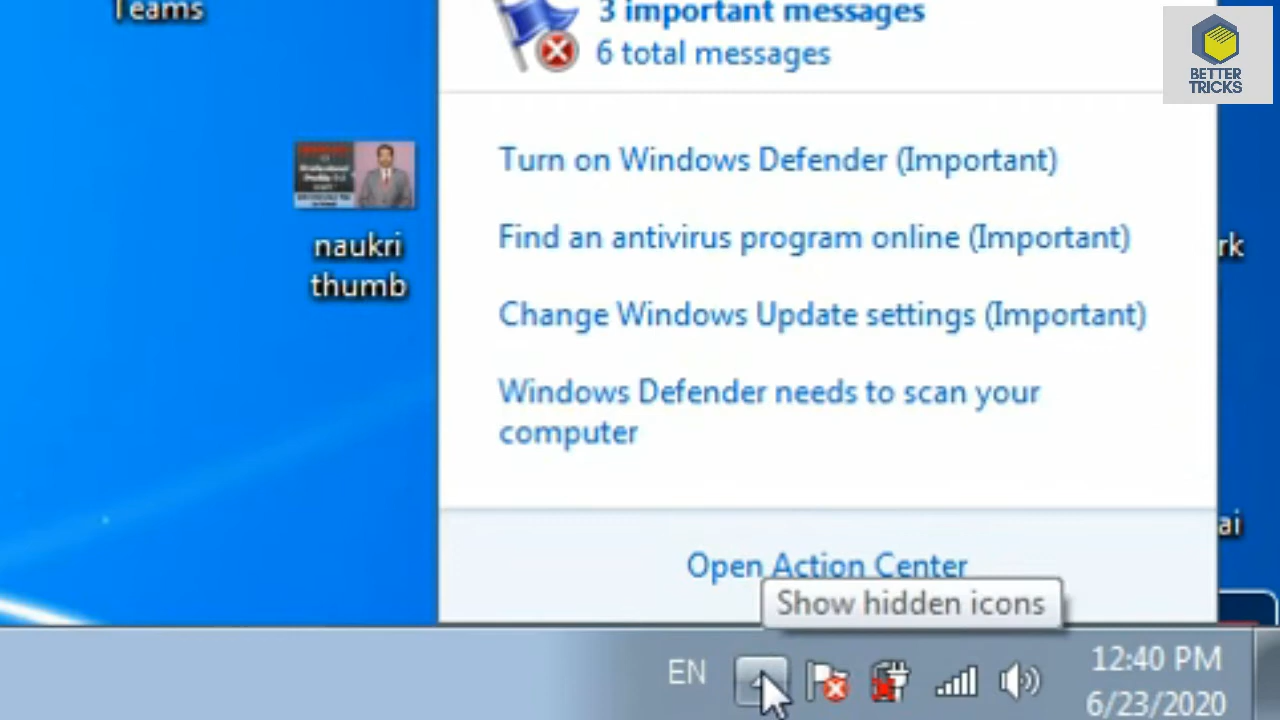 Teams
3 important messages
6 total messages
BETTER
TRICKS
Turn on Windows Defender (Important)
naukri
thumb
Find an antivirus program online (Important)
rk
Change Windows Update settings (Important)
Windows Defender needs to scan your
computer
ai
Open Action Center
Show hidden icons
EN
12:40 PM
6/23/2020